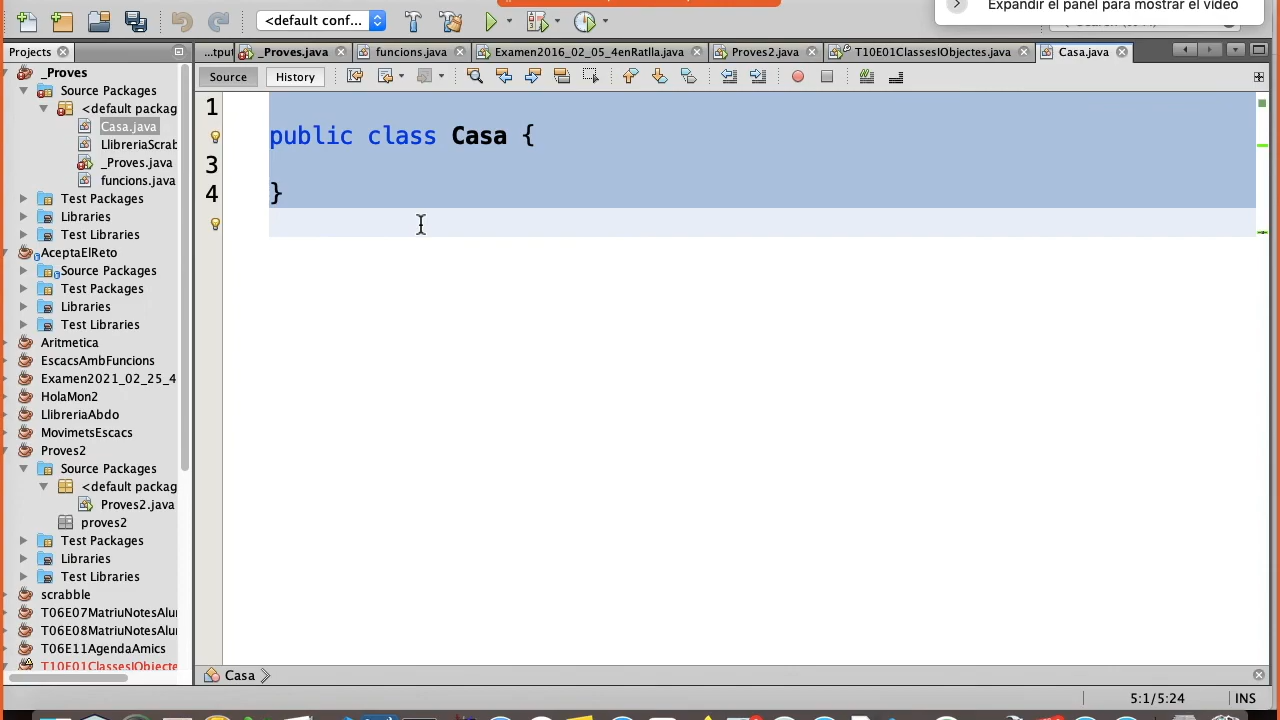 <default conf...
Expandir el panel para mostrar el vídeo
Projects
...tput
_Proves.java
funcions.java
Examen2016_02_05_4enRatlla.java
Proves2.java
T10E01ClassesIObjectes.java
Casa.java
Source
History
_Proves
Source Packages
<default packag
Casa.java
LlibreriaScrab
_Proves.java
funcions.java
Test Packages
Libraries
Test Libraries
AceptaElReto
Source Packages
Test Packages
Libraries
Test Libraries
Aritmetica
EscacsAmbFuncions
Examen2021_02_25_4
HolaMon2
LlibreriaAbdo
MovimetsEscacs
Proves2
Source Packages
<default packag
Proves2.java
proves2
Test Packages
Libraries
Test Libraries
scrabble
T06E07MatriuNotesAlu
T06E08MatriuNotesAlu
T06E11AgendaAmics
T10E01ClassesIObjecte
1
public class Casa {
3
4 }
Casa
5:1/5:24
INS